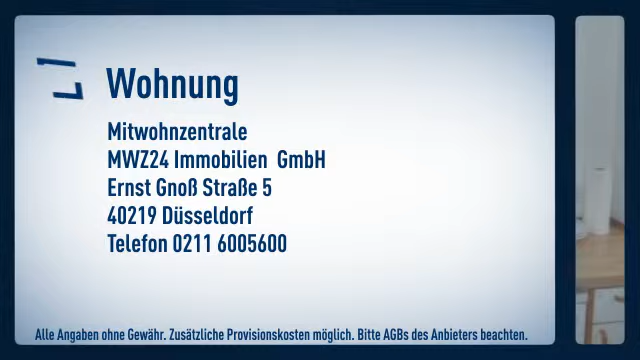 Wohnung
Mitwohnzentrale
MWZ24 Immobilien GmbH
Ernst Gnoß Straße 5
40219 Düsseldorf
Telefon 0211 6005600
Alle Angaben ohne Gewähr. Zusätzliche Provisionskosten möglich. Bitte AGBs des Anbieters beachten.